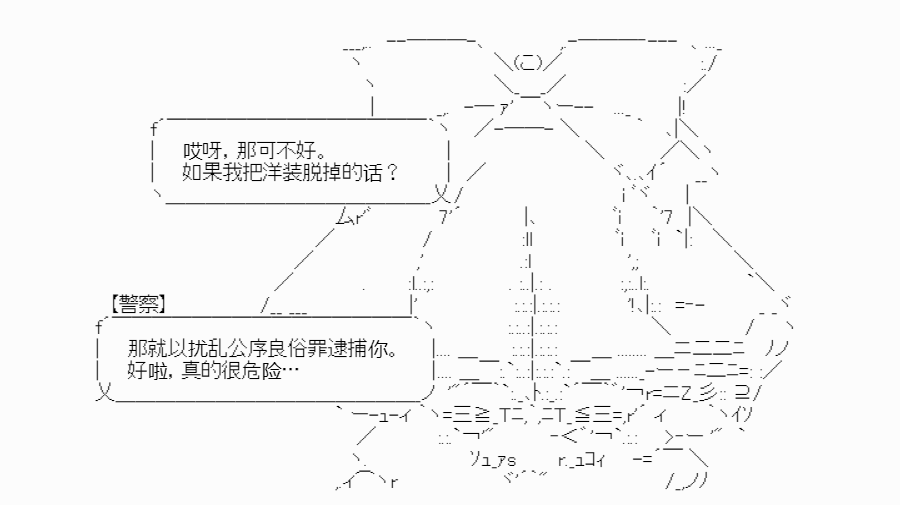 哎呀，那可不好。
如果我把洋装脱掉的话？
【警察】
那就以扰乱公序良俗罪逮捕你。
好啦，真的很危险…